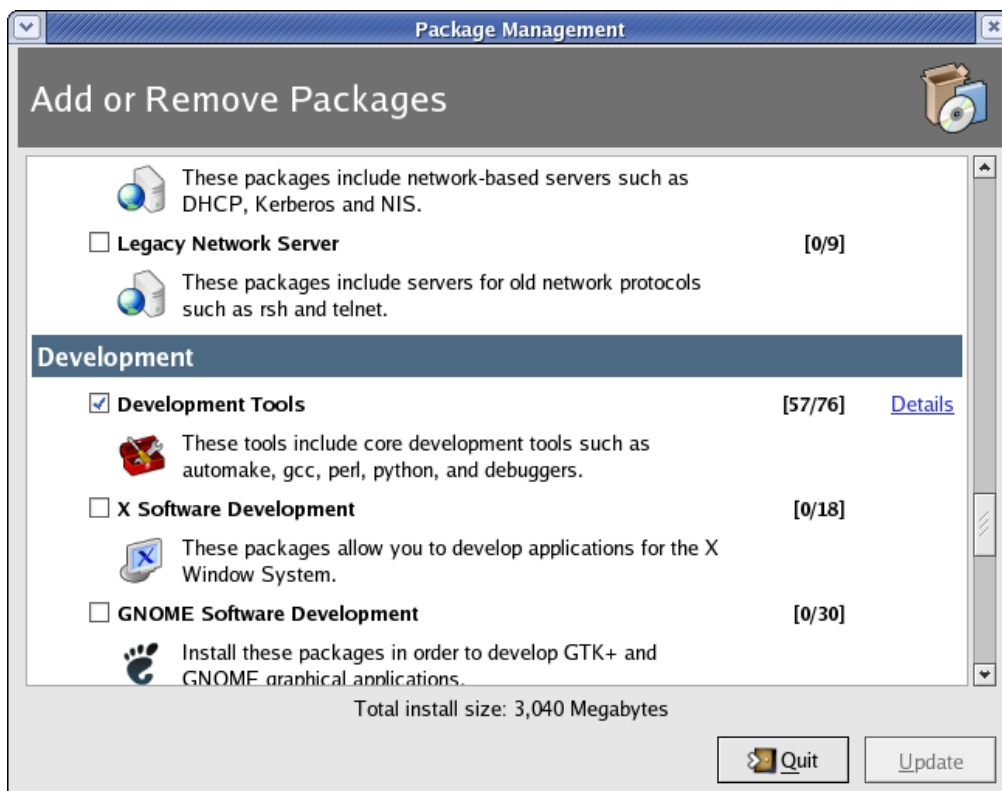 Package Management
Add or Remove Packages
These packages include network-based servers such as
DHCP, Kerberos and NIS.
Legacy Network Server [0/9]
These packages include servers for old network protocols
such as rsh and telnet.
Development
Development Tools [57/76] Details
These tools include core development tools such as
automake, gcc, perl, python, and debuggers.
X Software Development [0/18]
These packages allow you to develop applications for the X
Window System.
GNOME Software Development [0/30]
Install these packages in order to develop GTK+ and
GNOME graphical applications.
Total install size: 3,040 Megabytes
Quit Update